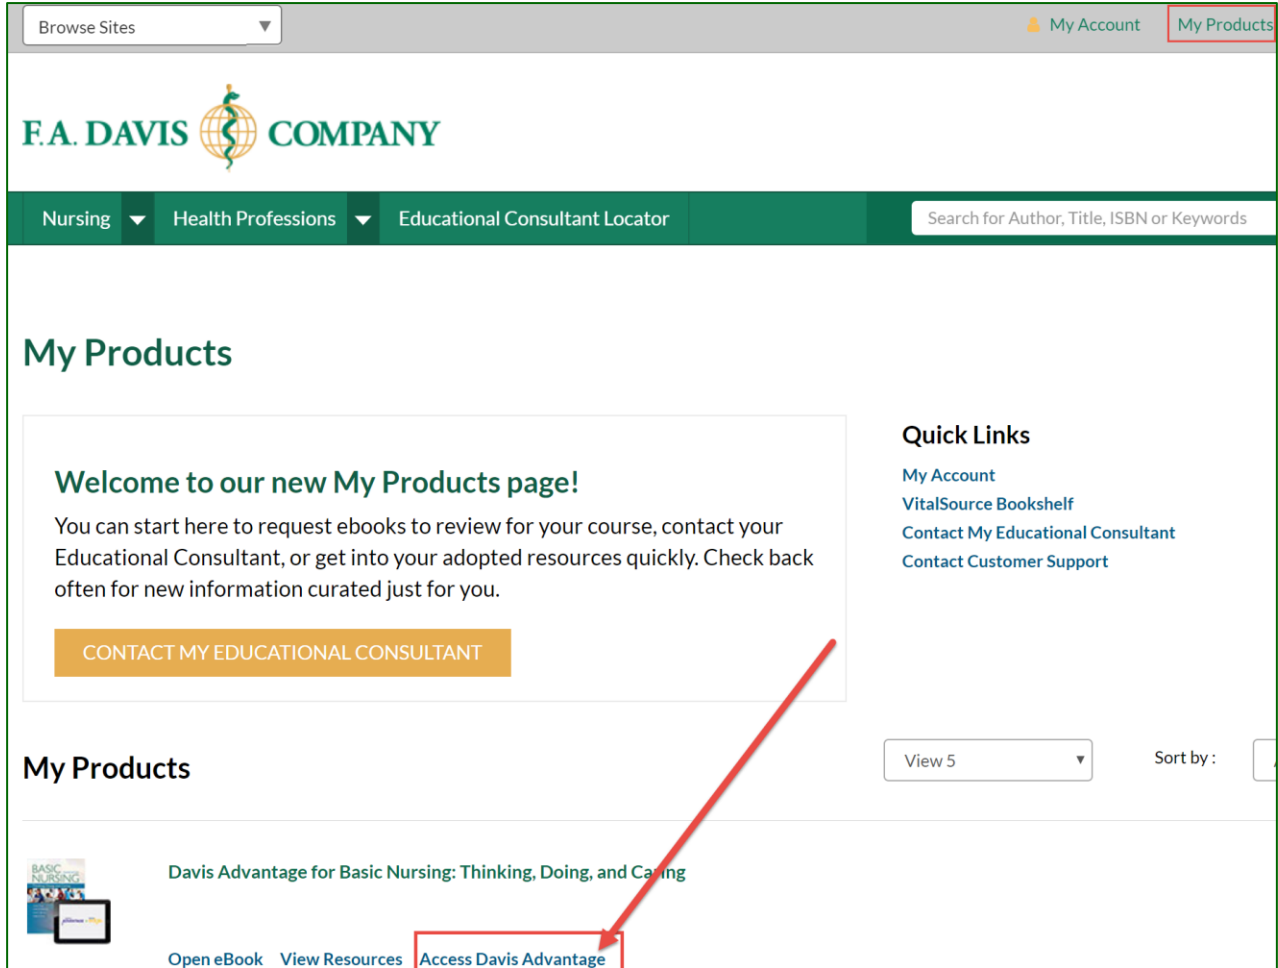 Browse Sites
My Account
My Products
F.A. DAVIS COMPANY
Nursing
Health Professions
Educational Consultant Locator
Search for Author, Title, ISBN or Keywords
My Products
Welcome to our new My Products page!
You can start here to request ebooks to review for your course, contact your
Educational Consultant, or get into your adopted resources quickly. Check back
often for new information curated just for you.
CONTACT MY EDUCATIONAL CONSULTANT
Quick Links
My Account
VitalSource Bookshelf
Contact My Educational Consultant
Contact Customer Support
My Products
View 5
Sort by :
BASIC
NURSING
Davis Advantage for Basic Nursing: Thinking, Doing, and Caring
Open eBook
View Resources
Access Davis Advantage